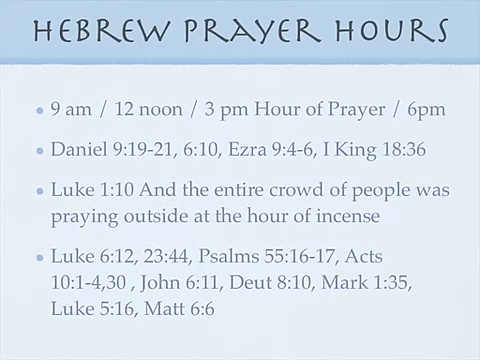 HEBREW PRAYER HOURS
• 9 am / 12 noon / 3 pm Hour of Prayer / 6pm
• Daniel 9:19-21, 6:10, Ezra 9:4-6, I King 18:36
• Luke 1:10 And the entire crowd of people was
praying outside at the hour of incense
• Luke 6:12, 23:44, Psalms 55:16-17, Acts
10:1-4,30 , John 6:11, Deut 8:10, Mark 1:35,
Luke 5:16, Matt 6:6